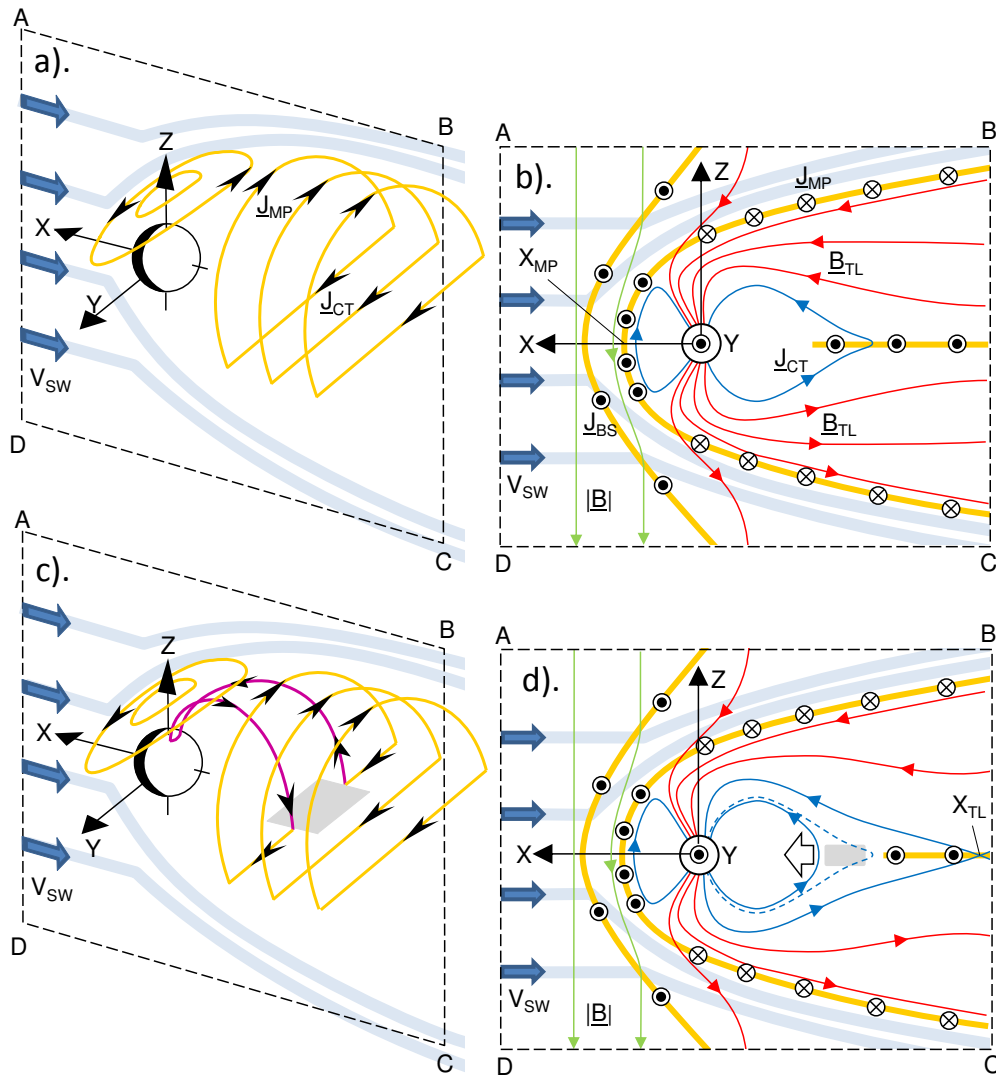 A
a).
B
Z
X
J_MP
Y
J_CT
V_SW
D
C
A
B
b).
Z
J_MP
X_MP
B_TL
X
Y
J_CT
J_BS
B_TL
V_SW
|B|
D
C
A
c).
B
Z
X
Y
V_SW
D
C
A
B
d).
Z
X_TL
X
Y
V_SW
|B|
D
C